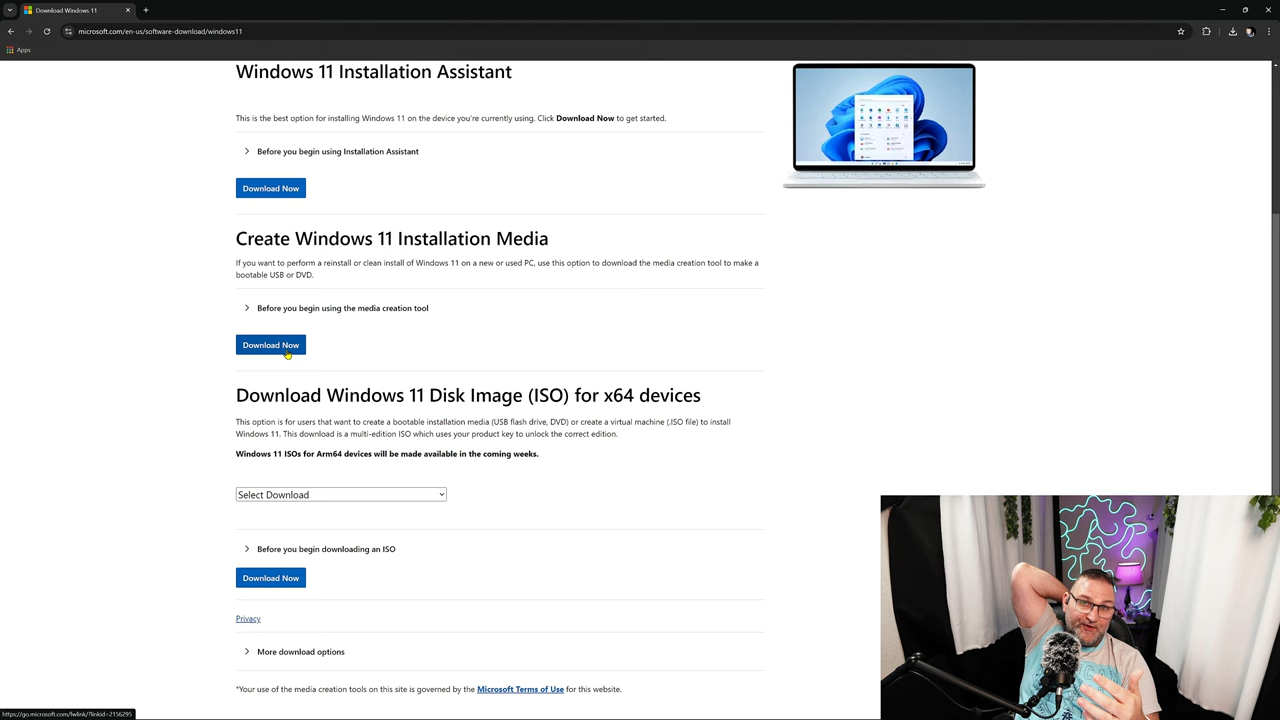 Download Windows 11
microsoft.com/en-us/software-download/windows11
Apps
Windows 11 Installation Assistant
This is the best option for installing Windows 11 on the device you're currently using. Click Download Now to get started.
Before you begin using Installation Assistant
Download Now
Create Windows 11 Installation Media
If you want to perform a reinstall or clean install of Windows 11 on a new or used PC, use this option to download the media creation tool to make a
bootable USB or DVD.
Before you begin using the media creation tool
Download Now
Download Windows 11 Disk Image (ISO) for x64 devices
This option is for users that want to create a bootable installation media (USB flash drive, DVD) or create a virtual machine (.ISO file) to install
Windows 11. This download is a multi-edition ISO which uses your product key to unlock the correct edition.
Windows 11 ISOs for Arm64 devices will be made available in the coming weeks.
Select Download
Before you begin downloading an ISO
Download Now
Privacy
More download options
*Your use of the media creation tools on this site is governed by the Microsoft Terms of Use for this website.
https://go.microsoft.com/fwlink/?linkid=2156295